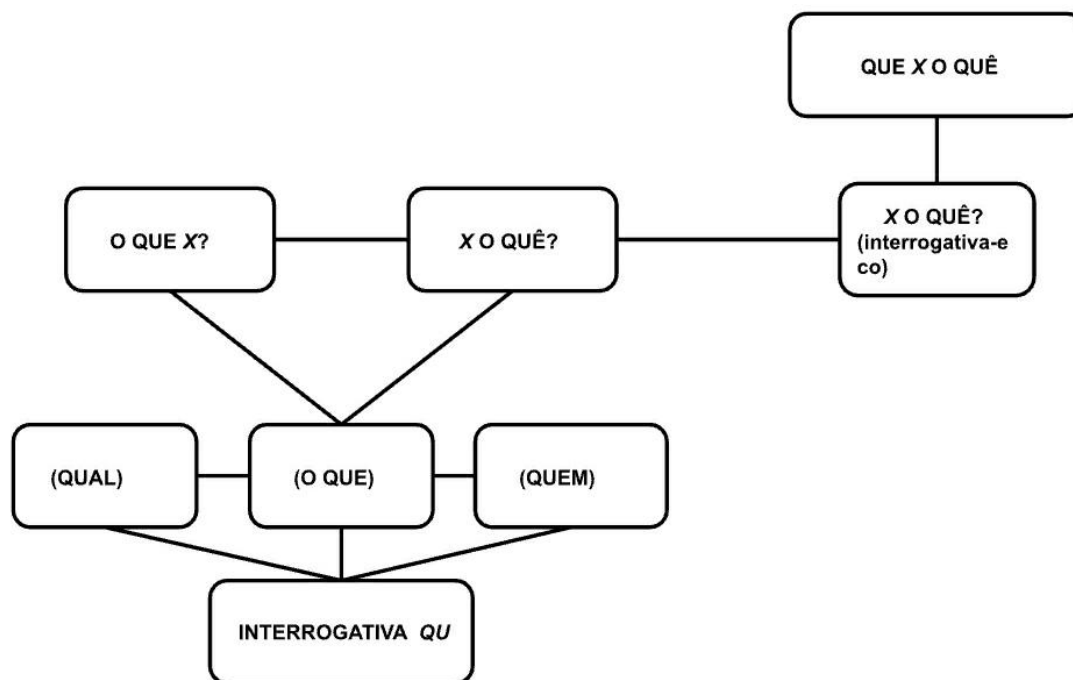 QUE X O QUÊ
O QUE X?
X O QUÊ?
X O QUÊ?
(interrogativa-e
co)
(QUAL)
(O QUE)
(QUEM)
INTERROGATIVA QU